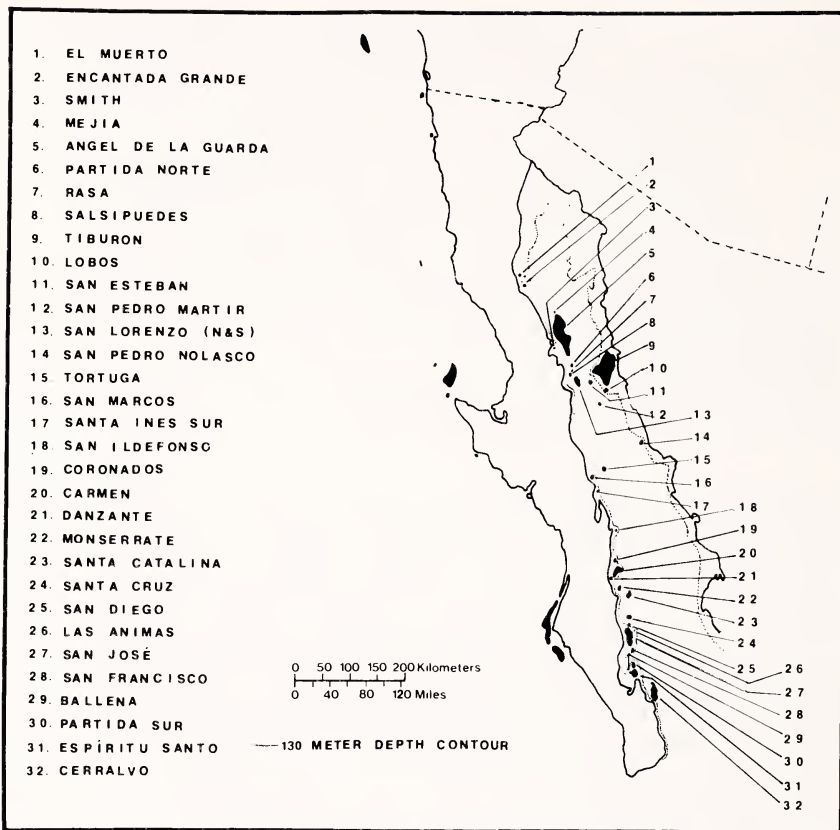 1. EL MUERTO
2. ENCANTADA GRANDE
3. SMITH
4. MEJIA
5. ANGEL DE LA GUARDA
6. PARTIDA NORTE
7. RASA
8. SALSIPUEDES
9. TIBURON
10. LOBOS
11. SAN ESTEBAN
12. SAN PEDRO MARTIR
13. SAN LORENZO (N&S)
14 SAN PEDRO NOLASCO
15. TORTUGA
16. SAN MARCOS
17 SANTA INES SUR
18. SAN ILDEFONSO
19. CORONADOS
20. CARMEN
21. DANZANTE
22. MONSERRATE
23. SANTA CATALINA
24. SANTA CRUZ
25. SAN DIEGO
26. LAS ANIMAS
27. SAN JOSÉ
28. SAN FRANCISCO
29. BALLENA
30. PARTIDA SUR
31. ESPÍRITU SANTO
32. CERRALVO
0 50 100 150 200 Kilometers
0 40 80 120 Miles
130 METER DEPTH CONTOUR
1
2
3
4
5
6
7
8
9
10
11
12 13
14
15
16
17 18
19
20
21
22
23
24
25 26
27
28
29
30
31
32